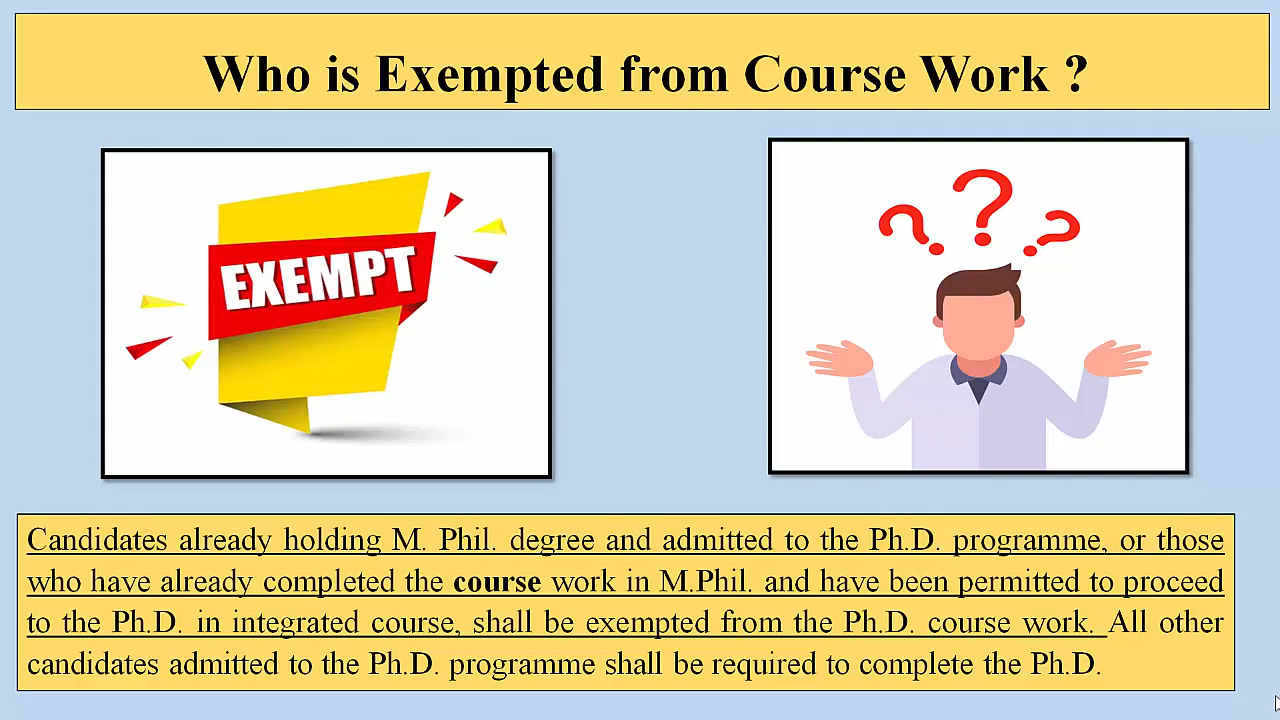 Who is Exempted from Course Work ?
EXEMPT
? ? ?
Candidates already holding M. Phil. degree and admitted to the Ph.D. programme, or those
who have already completed the course work in M.Phil. and have been permitted to proceed
to the Ph.D. in integrated course, shall be exempted from the Ph.D. course work. All other
candidates admitted to the Ph.D. programme shall be required to complete the Ph.D.